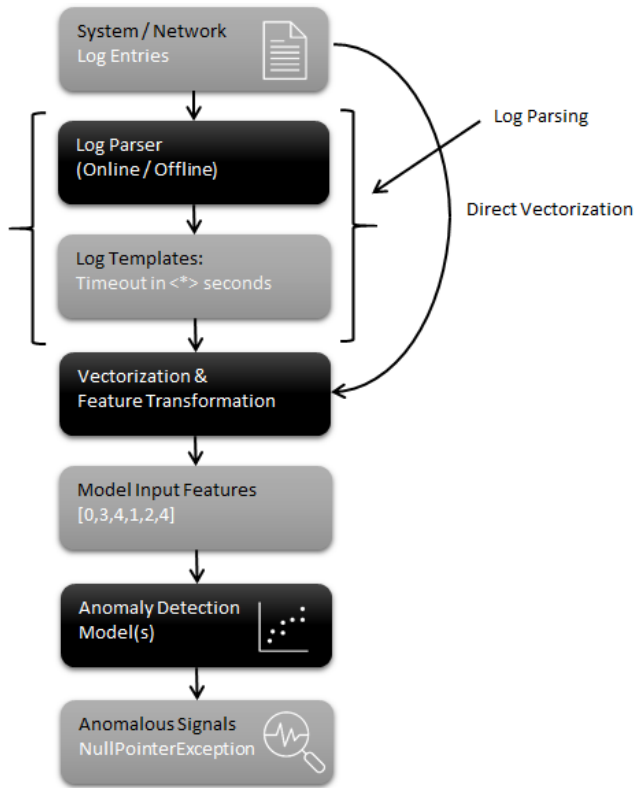 System / Network
Log Entries
Log Parser
(Online / Offline)
Log Parsing
Direct Vectorization
Log Templates:
Timeout in <*> seconds
Vectorization &
Feature Transformation
Model Input Features
[0,3,4,1,2,4]
Anomaly Detection
Model(s)
Anomalous Signals
NullPointerException